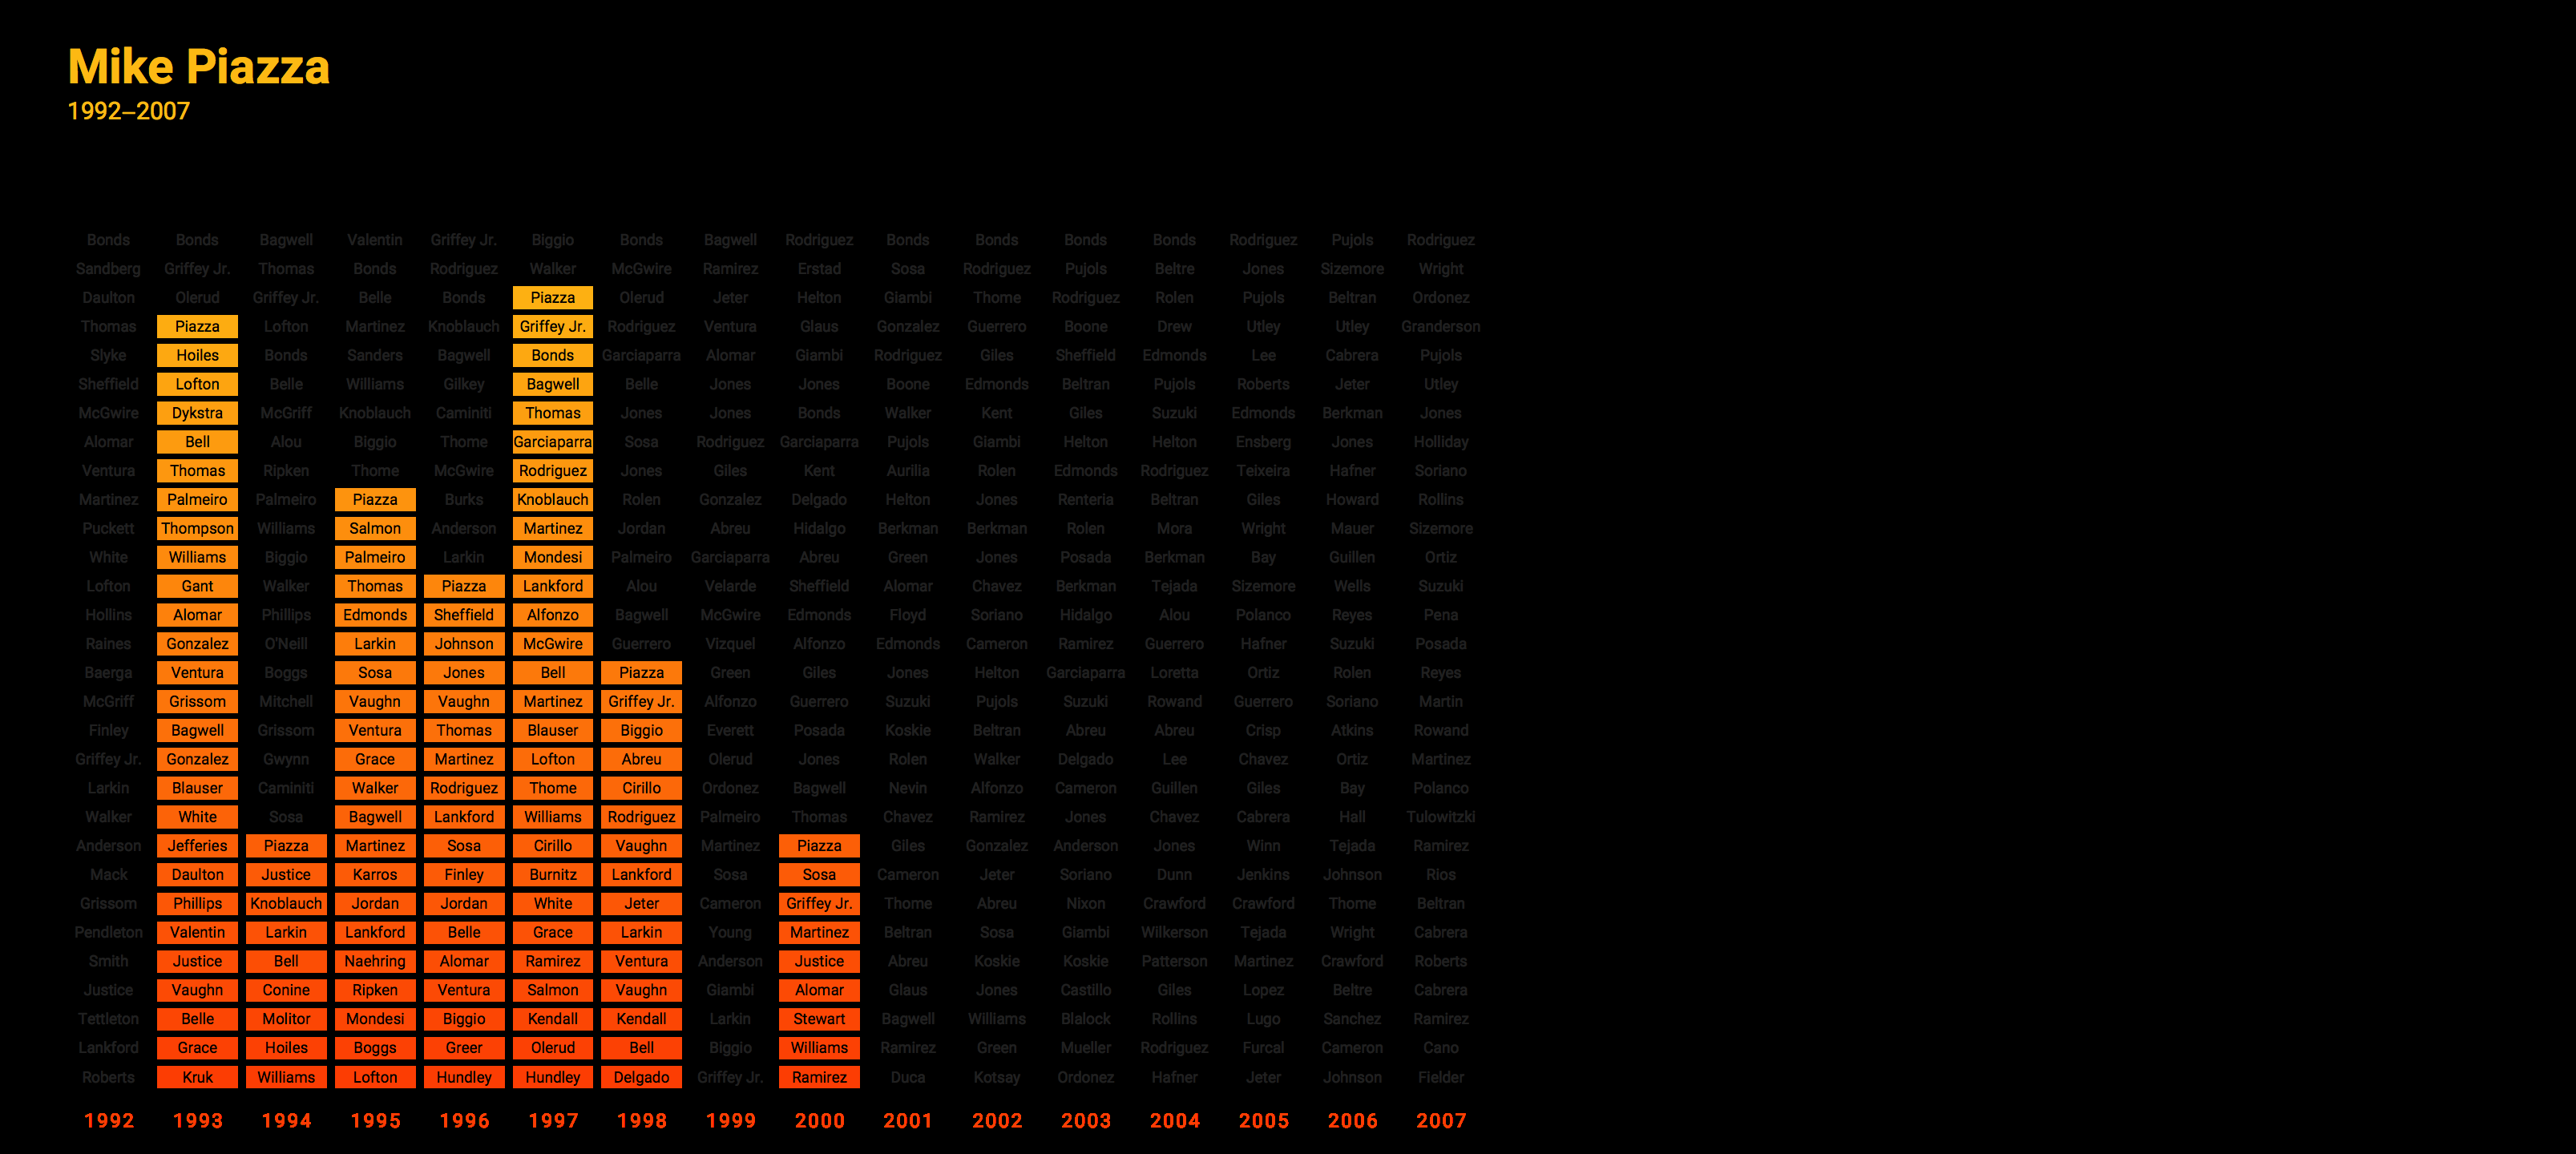 Mike Piazza
1992–2007
Bonds Bonds Bagwell Valentin Griffey Jr. Biggio Bonds Bagwell Rodriguez Bonds Bonds Bonds Bonds Rodriguez Pujols Rodriguez
Sandberg Griffey Jr. Thomas Bonds Rodriguez Walker McGwire Ramirez Erstad Sosa Rodriguez Pujols Beltre Jones Sizemore Wright
Daulton Olerud Griffey Jr. Belle Bonds Piazza Olerud Jeter Helton Giambi Thome Rodriguez Rolen Pujols Beltran Ordonez
Thomas Piazza Lofton Martinez Knoblauch Griffey Jr. Rodriguez Ventura Glaus Gonzalez Guerrero Boone Drew Utley Utley Granderson
Slyke Hoiles Bonds Sanders Bagwell Bonds Garciaparra Alomar Giambi Rodriguez Giles Sheffield Edmonds Lee Cabrera Pujols
Sheffield Lofton Belle Williams Gilkey Bagwell Belle Jones Jones Boone Edmonds Beltran Pujols Roberts Jeter Utley
McGwire Dykstra McGriff Knoblauch Caminiti Thomas Jones Jones Bonds Walker Kent Giles Suzuki Edmonds Berkman Jones
Alomar Bell Alou Biggio Thome Garciaparra Sosa Rodriguez Garciaparra Pujols Giambi Helton Helton Ensberg Jones Holliday
Ventura Thomas Ripken Thome McGwire Rodriguez Jones Giles Kent Aurilia Rolen Edmonds Rodriguez Teixeira Hafner Soriano
Martinez Palmeiro Palmeiro Piazza Burks Knoblauch Rolen Gonzalez Delgado Helton Jones Renteria Beltran Giles Howard Rollins
Puckett Thompson Williams Salmon Anderson Martinez Jordan Abreu Hidalgo Berkman Berkman Rolen Mora Wright Mauer Sizemore
White Williams Biggio Palmeiro Larkin Mondesi Palmeiro Garciaparra Abreu Green Jones Posada Berkman Bay Guillen Ortiz
Lofton Gant Walker Thomas Piazza Lankford Alou Velarde Sheffield Alomar Chavez Berkman Tejada Sizemore Wells Suzuki
Hollins Alomar Phillips Edmonds Sheffield Alfonzo Bagwell McGwire Edmonds Floyd Soriano Hidalgo Alou Polanco Reyes Pena
Raines Gonzalez O'Neill Larkin Johnson McGwire Guerrero Vizquel Alfonzo Edmonds Cameron Ramirez Guerrero Hafner Suzuki Posada
Baerga Ventura Boggs Sosa Jones Bell Piazza Green Giles Jones Helton Garciaparra Loretta Ortiz Rolen Reyes
McGriff Grissom Mitchell Vaughn Vaughn Martinez Griffey Jr. Alfonzo Guerrero Suzuki Pujols Suzuki Rowand Guerrero Soriano Martin
Finley Bagwell Grissom Ventura Thomas Blauser Biggio Everett Posada Koskie Beltran Abreu Abreu Crisp Atkins Rowand
Griffey Jr. Gonzalez Gwynn Grace Martinez Lofton Abreu Olerud Jones Rolen Walker Delgado Lee Chavez Ortiz Martinez
Larkin Blauser Caminiti Walker Rodriguez Thome Cirillo Ordonez Bagwell Nevin Alfonzo Cameron Guillen Giles Bay Polanco
Walker White Sosa Bagwell Lankford Williams Rodriguez Palmeiro Thomas Chavez Ramirez Jones Chavez Cabrera Hall Tulowitzki
Anderson Jefferies Piazza Martinez Sosa Cirillo Vaughn Martinez Piazza Giles Gonzalez Anderson Jones Winn Tejada Ramirez
Mack Daulton Justice Karros Finley Burnitz Lankford Sosa Sosa Cameron Jeter Soriano Dunn Jenkins Johnson Rios
Grissom Phillips Knoblauch Jordan Jordan White Jeter Cameron Griffey Jr. Thome Abreu Nixon Crawford Crawford Thome Beltran
Pendleton Valentin Larkin Lankford Belle Grace Larkin Young Martinez Beltran Sosa Giambi Wilkerson Tejada Wright Cabrera
Smith Justice Bell Naehring Alomar Ramirez Ventura Anderson Justice Abreu Koskie Koskie Patterson Martinez Crawford Roberts
Justice Vaughn Conine Ripken Ventura Salmon Vaughn Giambi Alomar Glaus Jones Castillo Giles Lopez Beltre Cabrera
Tettleton Belle Molitor Mondesi Biggio Kendall Kendall Larkin Stewart Bagwell Williams Blalock Rollins Lugo Sanchez Ramirez
Lankford Grace Hoiles Boggs Greer Olerud Bell Biggio Williams Ramirez Green Mueller Rodriguez Furcal Cameron Cano
Roberts Kruk Williams Lofton Hundley Hundley Delgado Griffey Jr. Ramirez Duca Kotsay Ordonez Hafner Jeter Johnson Fielder
1992 1993 1994 1995 1996 1997 1998 1999 2000 2001 2002 2003 2004 2005 2006 2007